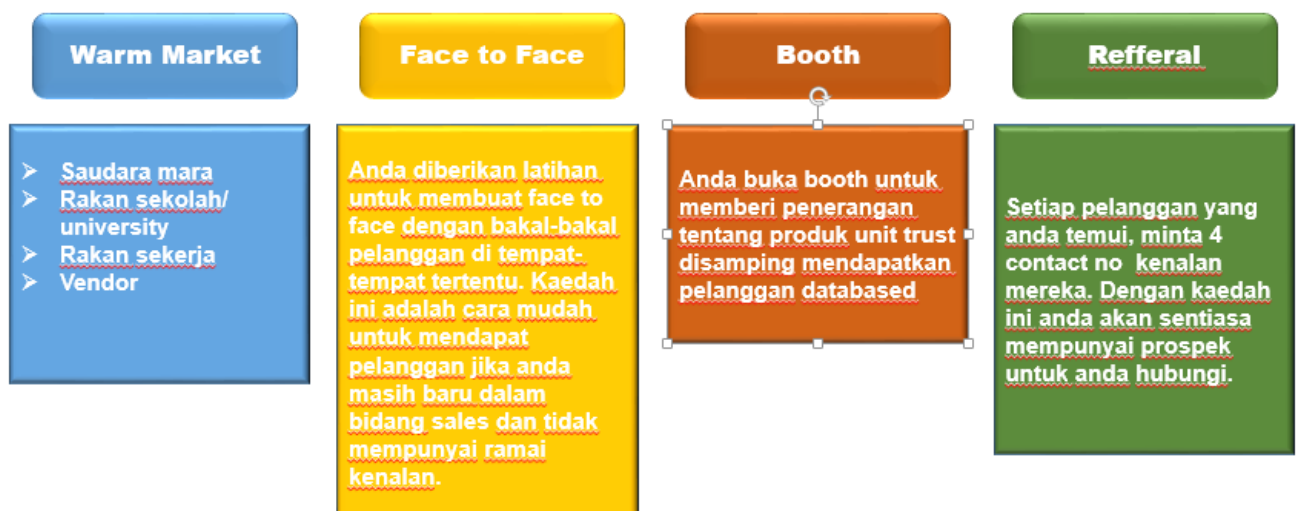 Warm Market
➤ Saudara mara
➤ Rakan sekolah/
university
➤ Rakan sekerja
➤ Vendor
Face to Face
Anda diberikan latihan
untuk membuat face to
face dengan bakal-bakal
pelanggan di tempat-
tempat tertentu. Kaedah
ini adalah cara mudah
untuk mendapat
pelanggan jika anda
masih baru dalam
bidang sales dan tidak
mempunyai ramai
kenalan.
Booth
Anda buka booth untuk
memberi penerangan
tentang produk unit trust
disamping mendapatkan
pelanggan databased
Refferal
Setiap pelanggan yang
anda temui, minta 4
contact no kenalan
mereka. Dengan kaedah
ini anda akan sentiasa
mempunyai prospek
untuk anda hubungi.